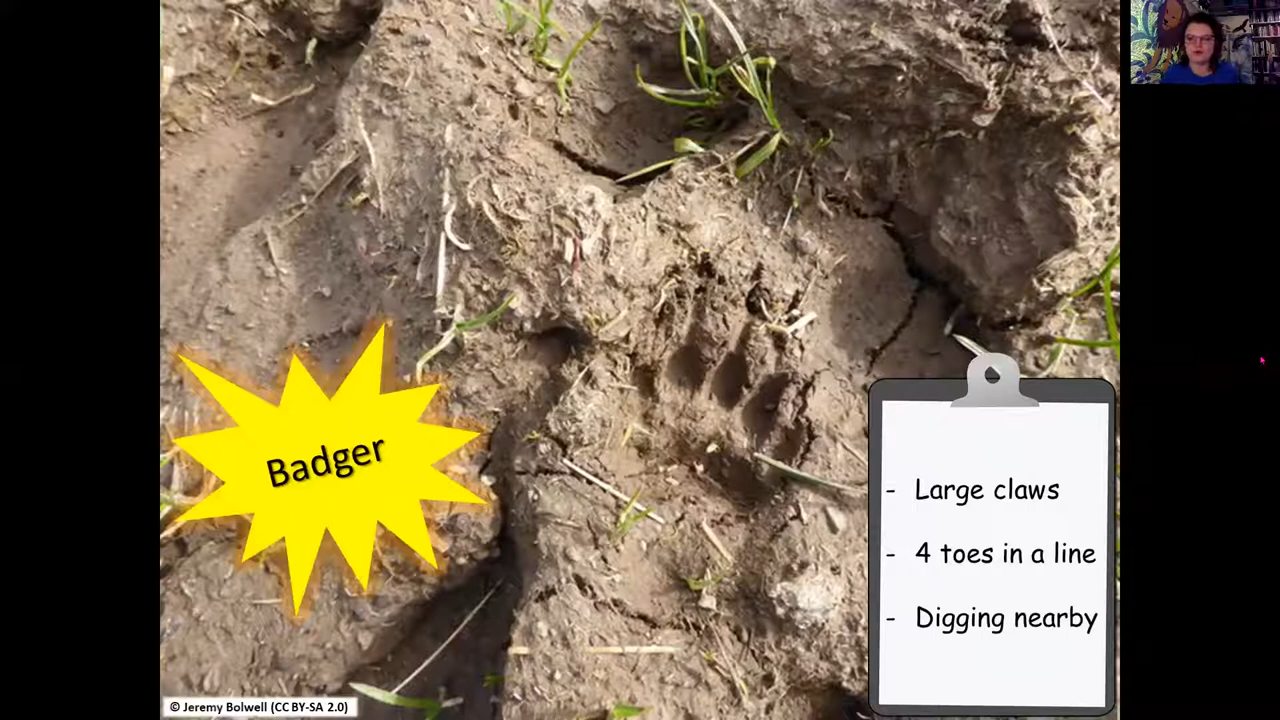 Badger
- Large claws
- 4 toes in a line
- Digging nearby
© Jeremy Bolwell (CC BY-SA 2.0)